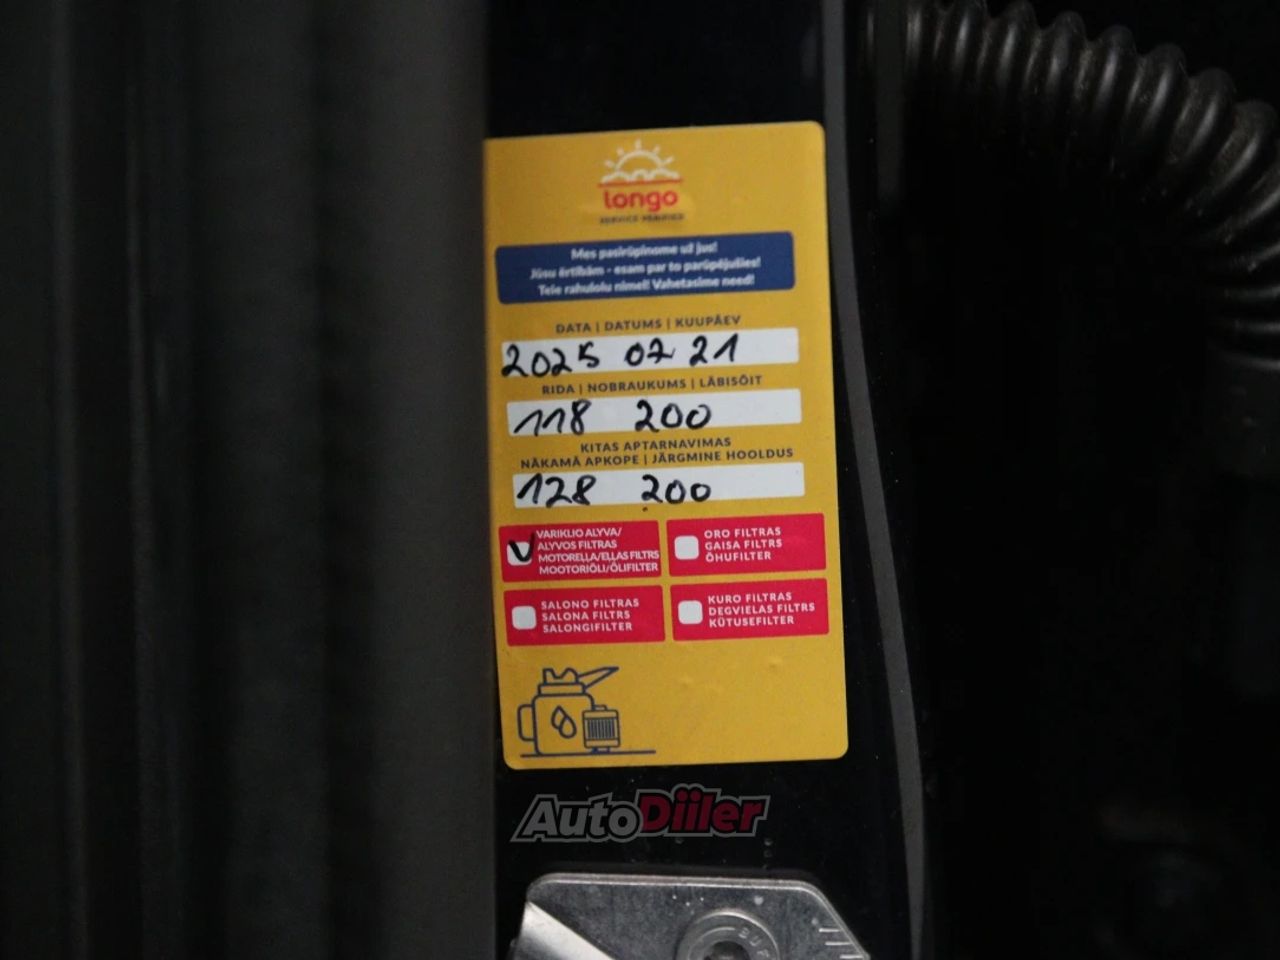 longo
Mes pasirūpinome už jus!
Jūsu ērtībām - esam par to parūpējušies!
Teie rahulolu nimel! Vahetasime need!
DATA | DATUMS | KUUPÄEV
2025 07 21
RIDA | NOBRAUKUMS | LÄBISÕIT
118 200
KITAS APTARNAVIMAS
NĀKAMĀ APKOPE | JÄRGMINE HOOLDUS
128 200
VARIKLIO ALYVA/
ALYVOS FILTRAS
MOTOREĻĻA/EĻĻAS FILTRS
MOOTORIÕLI/ÕLIFILTER
ORO FILTRAS
GAISA FILTRS
ÕHUFILTER
SALONO FILTRAS
SALONA FILTRS
SALONGIFILTER
KURO FILTRAS
DEGVIELAS FILTRS
KÜTUSEFILTER
AutoDiiler